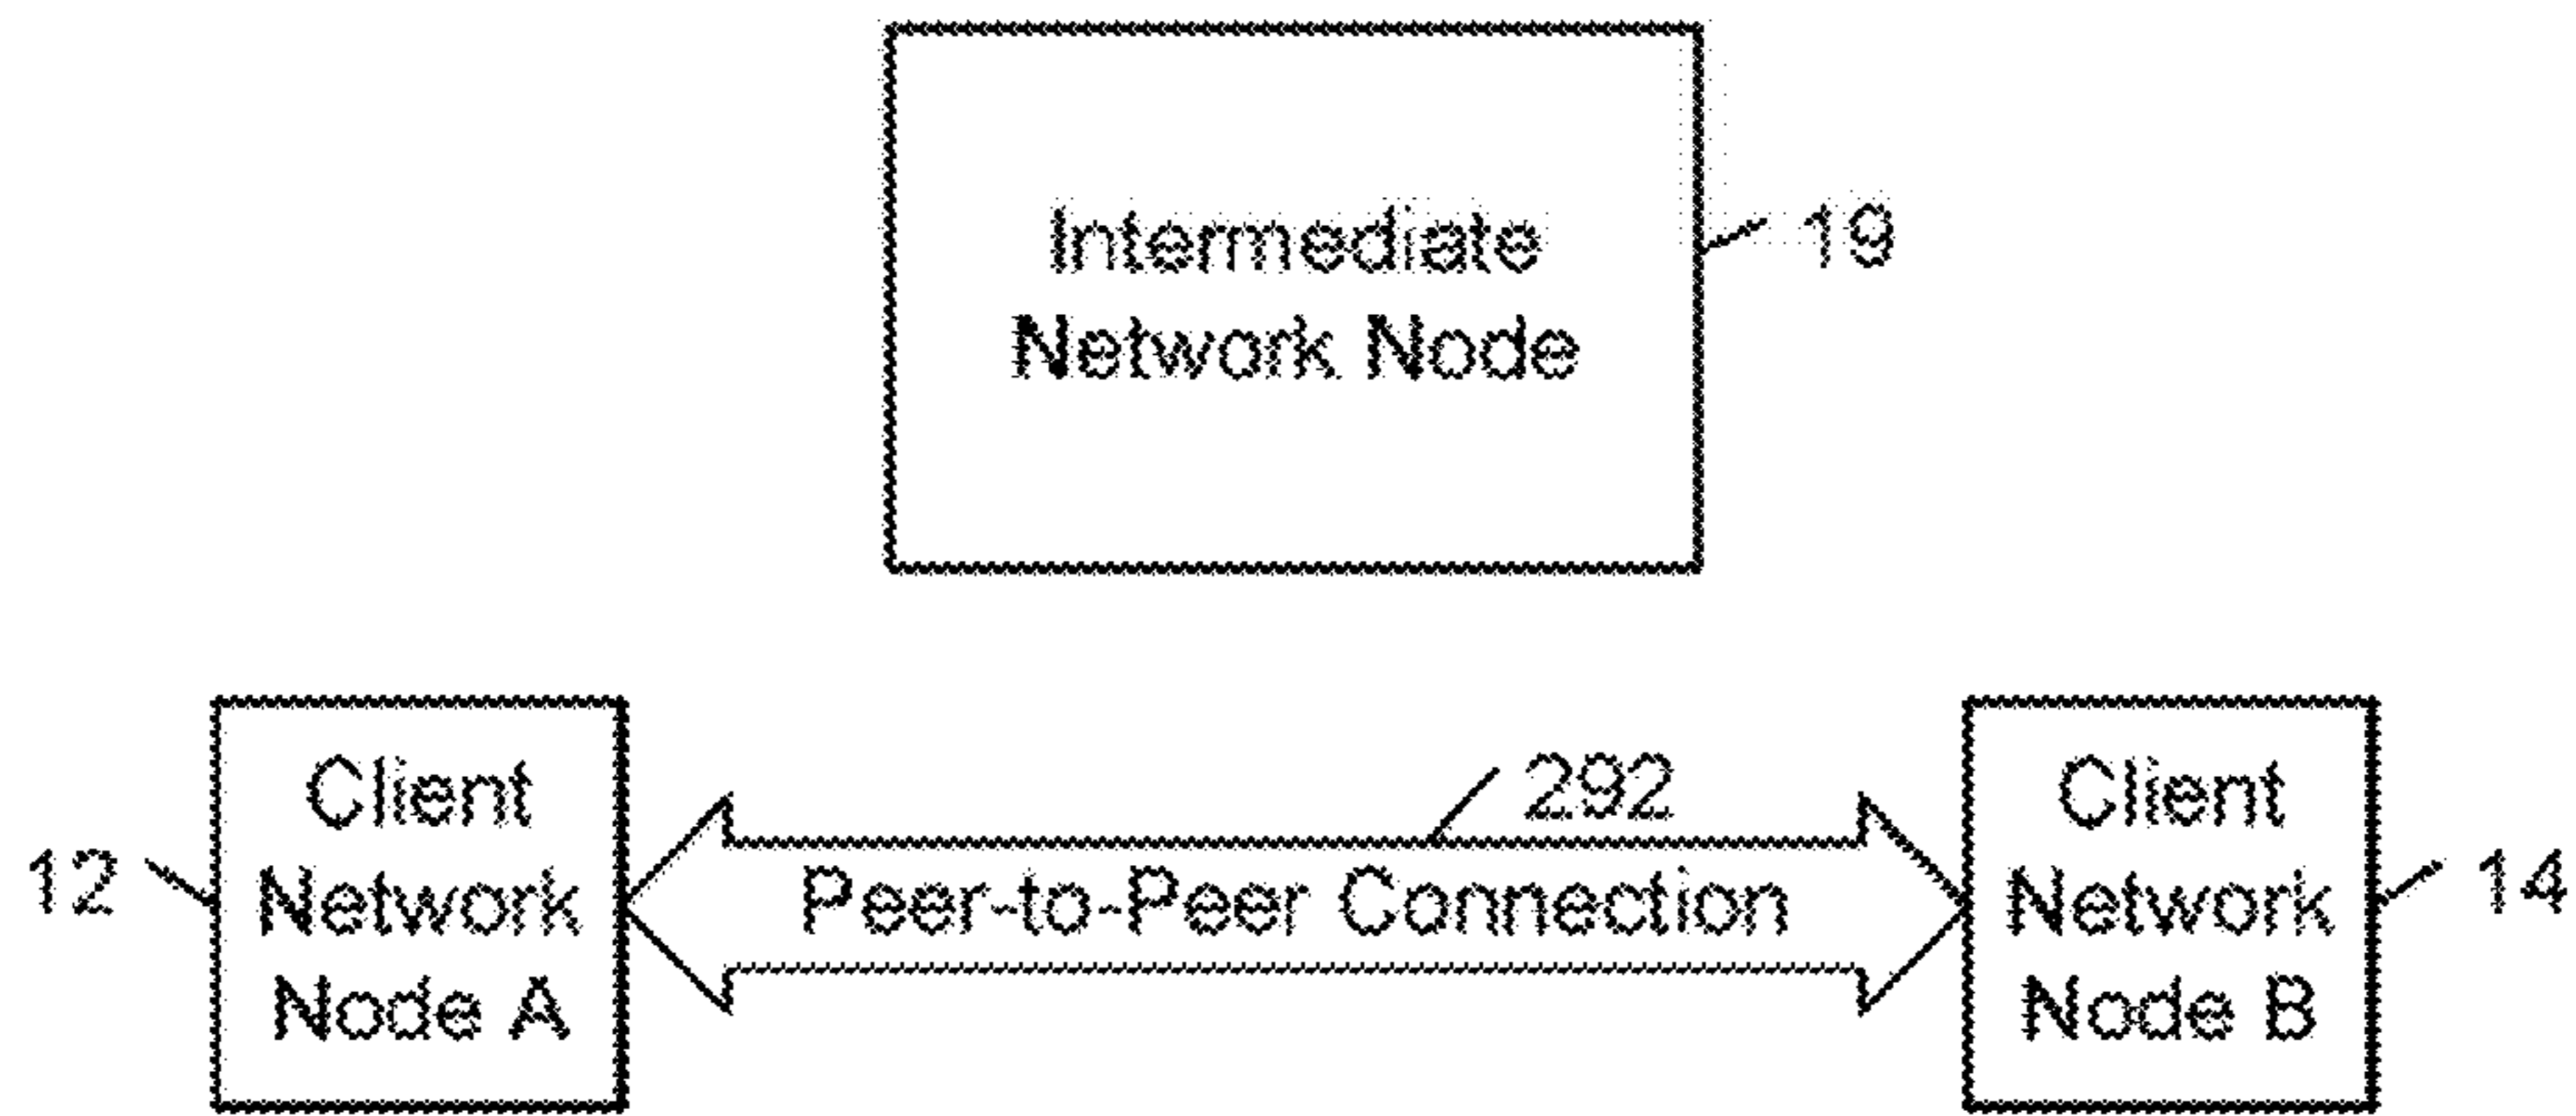 Intermediate
Network Node
19
Client
Network
Node A
12
292
Peer-to-Peer Connection
Client
Network
Node B
14